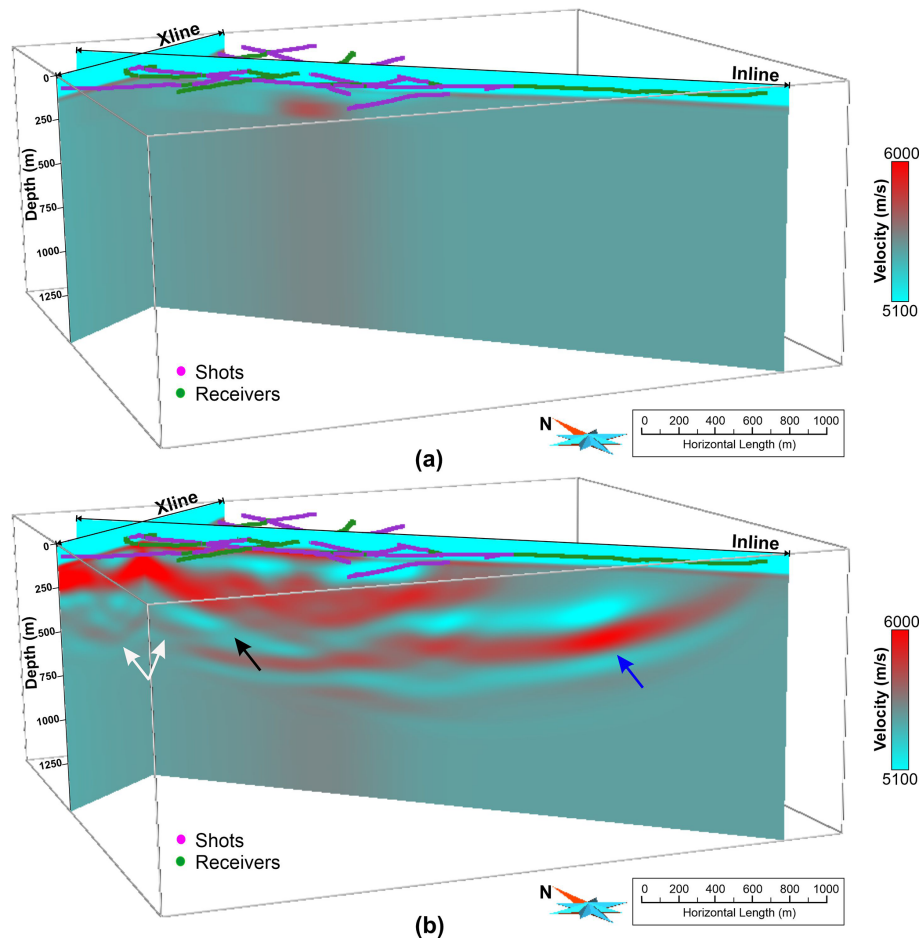 Xline
Inline
0
250
500
750
1000
1250
Depth (m)
6000
Velocity (m/s)
5100
Shots
Receivers
N
0 200 400 600 800 1000
Horizontal Length (m)
(a)
Xline
Inline
0
250
500
750
1000
1250
Depth (m)
6000
Velocity (m/s)
5100
Shots
Receivers
N
0 200 400 600 800 1000
Horizontal Length (m)
(b)